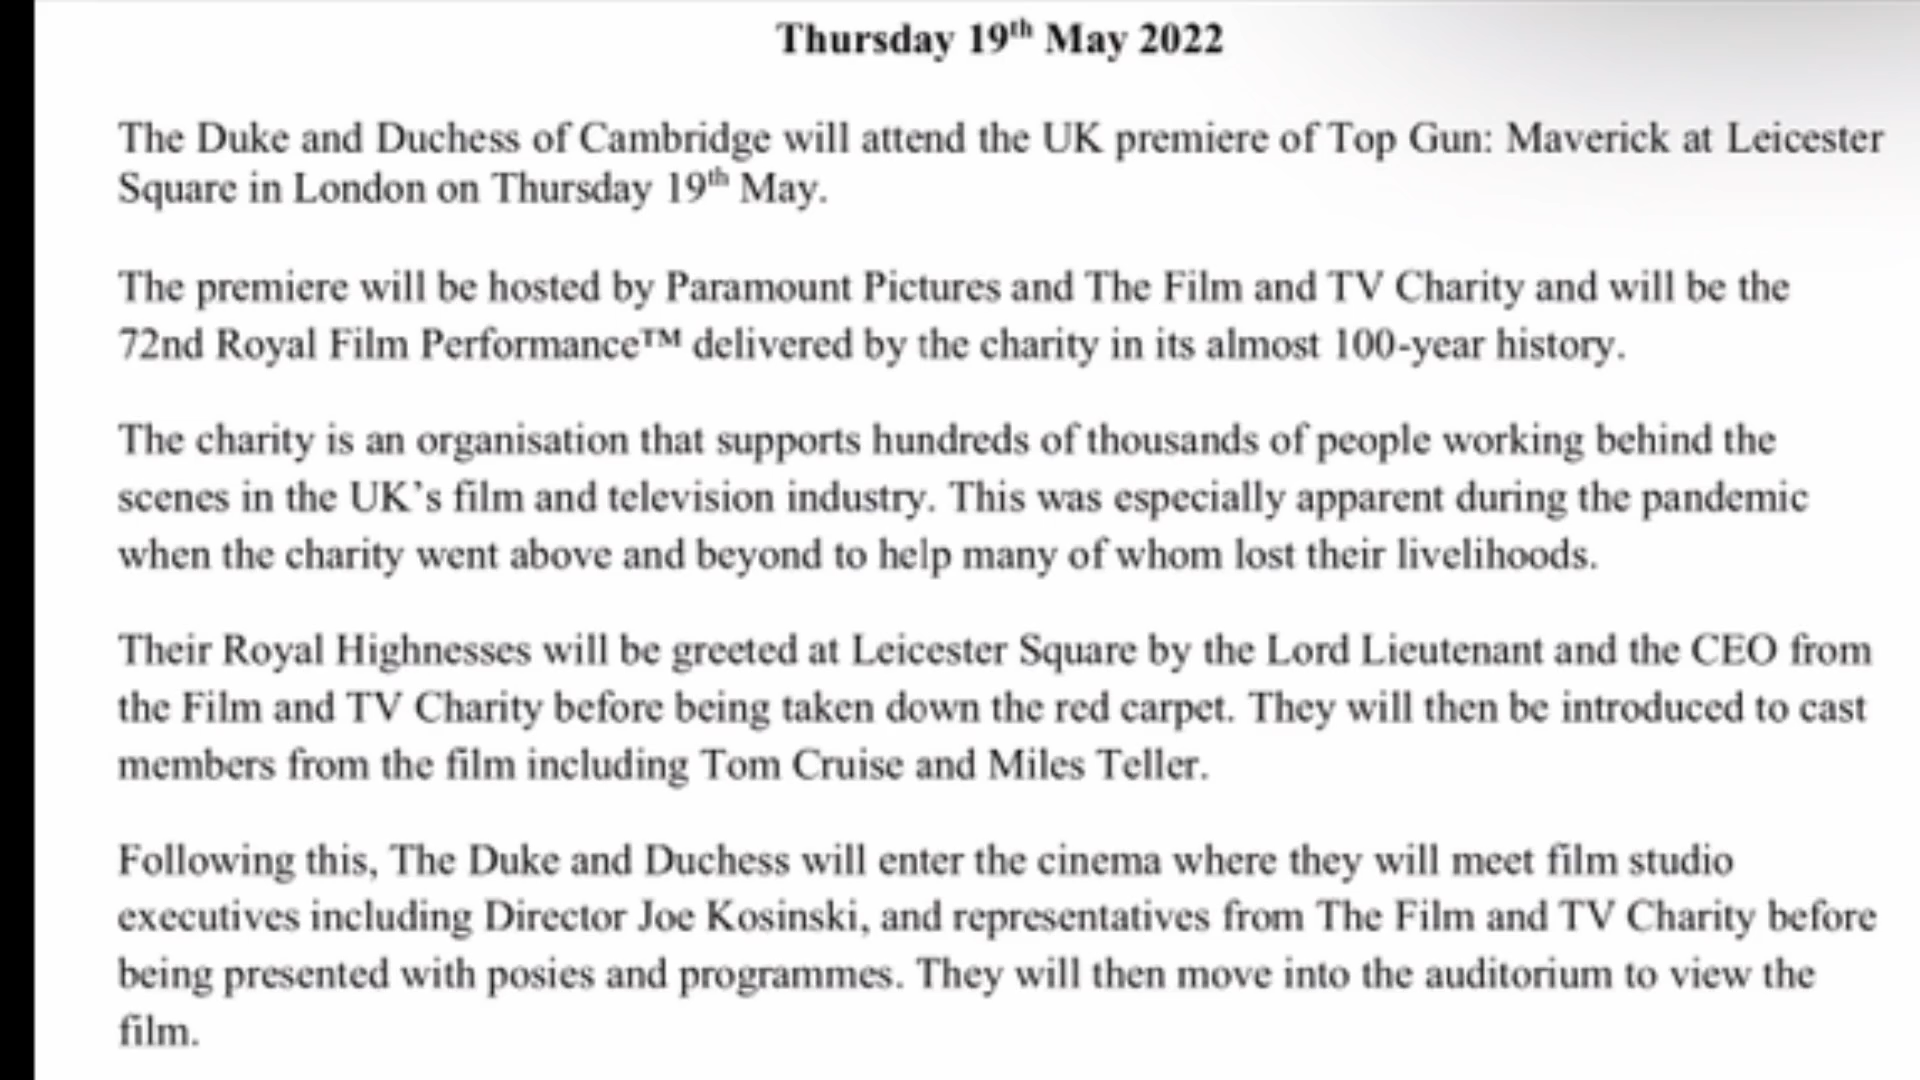 Thursday 19th May 2022
The Duke and Duchess of Cambridge will attend the UK premiere of Top Gun: Maverick at Leicester
Square in London on Thursday 19th May.
The premiere will be hosted by Paramount Pictures and The Film and TV Charity and will be the
72nd Royal Film Performance™ delivered by the charity in its almost 100-year history.
The charity is an organisation that supports hundreds of thousands of people working behind the
scenes in the UK’s film and television industry. This was especially apparent during the pandemic
when the charity went above and beyond to help many of whom lost their livelihoods.
Their Royal Highnesses will be greeted at Leicester Square by the Lord Lieutenant and the CEO from
the Film and TV Charity before being taken down the red carpet. They will then be introduced to cast
members from the film including Tom Cruise and Miles Teller.
Following this, The Duke and Duchess will enter the cinema where they will meet film studio
executives including Director Joe Kosinski, and representatives from The Film and TV Charity before
being presented with posies and programmes. They will then move into the auditorium to view the
film.